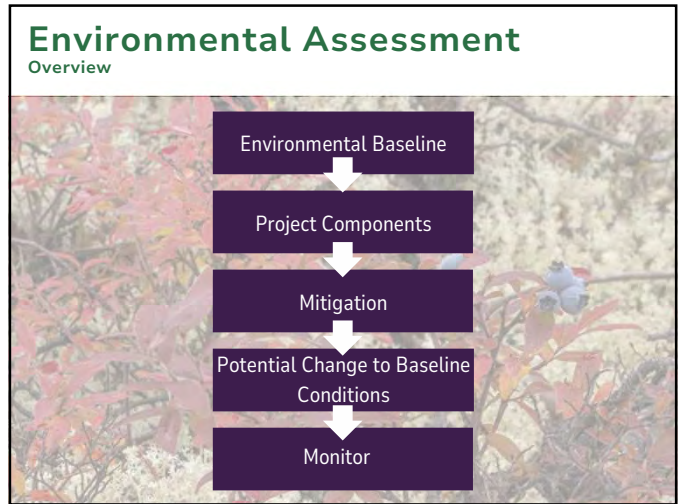 Environmental Assessment
Overview
Environmental Baseline
Project Components
Mitigation
Potential Change to Baseline
Conditions
Monitor